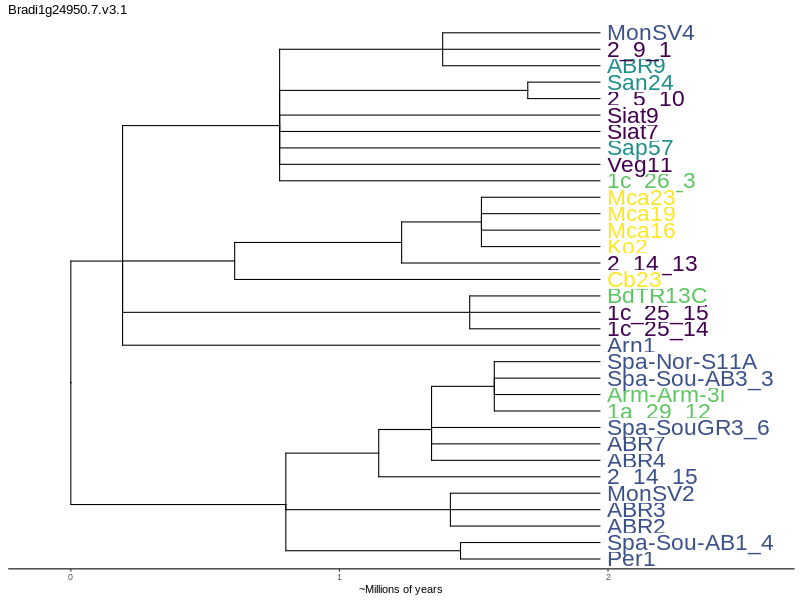 Bradi1g24950.7.v3.1
MonSV4
2_9_1
ABR9
San24
2_5_10
Siat9
Siat7
Sap57
Veg11
1c_26_3
Mca23
Mca19
Mca16
Ko2
2_14_13
Cb23
BdTR13C
1c_25_15
1c_25_14
Arn1
Spa-Nor-S11A
Spa-Sou-AB3_3
Arm-Arm-3i
1a_29_12
Spa-SouGR3_6
ABR7
ABR4
2_14_15
MonSV2
ABR3
ABR2
Spa-Sou-AB1_4
Per1
0 1 2
~Millions of years